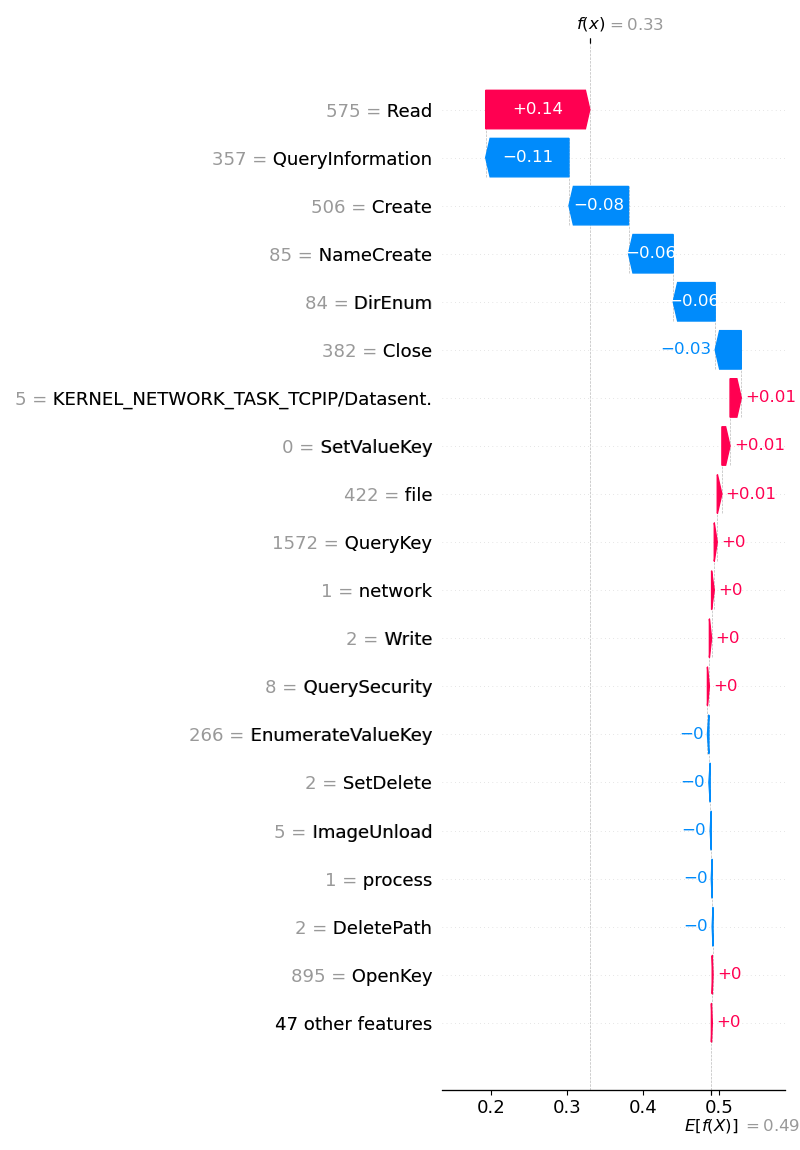 f(x) = 0.33
575 = Read +0.14
357 = QueryInformation −0.11
506 = Create −0.08
85 = NameCreate −0.06
84 = DirEnum −0.06
382 = Close −0.03
5 = KERNEL_NETWORK_TASK_TCPIP/Datasent. +0.01
0 = SetValueKey +0.01
422 = file +0.01
1572 = QueryKey +0
1 = network +0
2 = Write +0
8 = QuerySecurity +0
266 = EnumerateValueKey −0
2 = SetDelete −0
5 = ImageUnload −0
1 = process −0
2 = DeletePath −0
895 = OpenKey +0
47 other features +0
0.2 0.3 0.4 0.5
E[f(X)] = 0.49